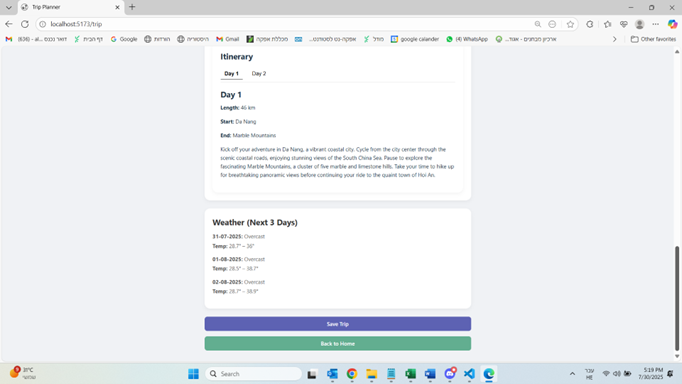 Trip Planner
localhost:5173/trip
דואר נכנס
דף הבית
Google
Gmail
היסטוריה
הורדות
מכללת אפקה
אפקה-נט לסטודנט...
מודל
google calander
(4) WhatsApp
ארכיון מבחנים - אגו...
Other favorites
Itinerary
Day 1
Day 2
Day 1
Length: 46 km
Start: Da Nang
End: Marble Mountains
Kick off your adventure in Da Nang, a vibrant coastal city. Cycle from the city center through the
scenic coastal roads, enjoying stunning views of the South China Sea. Pause to explore the
fascinating Marble Mountains, a cluster of five marble and limestone hills. Take your time to hike up
for breathtaking panoramic views before continuing your ride to the quaint town of Hoi An.
Weather (Next 3 Days)
31-07-2025: Overcast
Temp: 28.7° – 36°
01-08-2025: Overcast
Temp: 28.5° – 38.7°
02-08-2025: Overcast
Temp: 28.7° – 38.9°
Save Trip
Back to Home
31°C
Search
עבר
HE
5:19 PM
7/30/2025